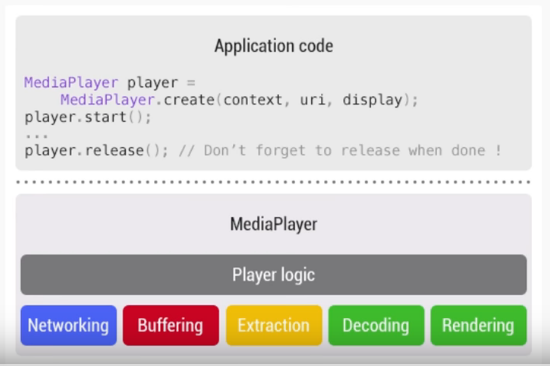 Application code
MediaPlayer player =
MediaPlayer.create(context, uri, display);
player.start();
...
player.release(); // Don't forget to release when done !
MediaPlayer
Player logic
Networking Buffering Extraction Decoding Rendering